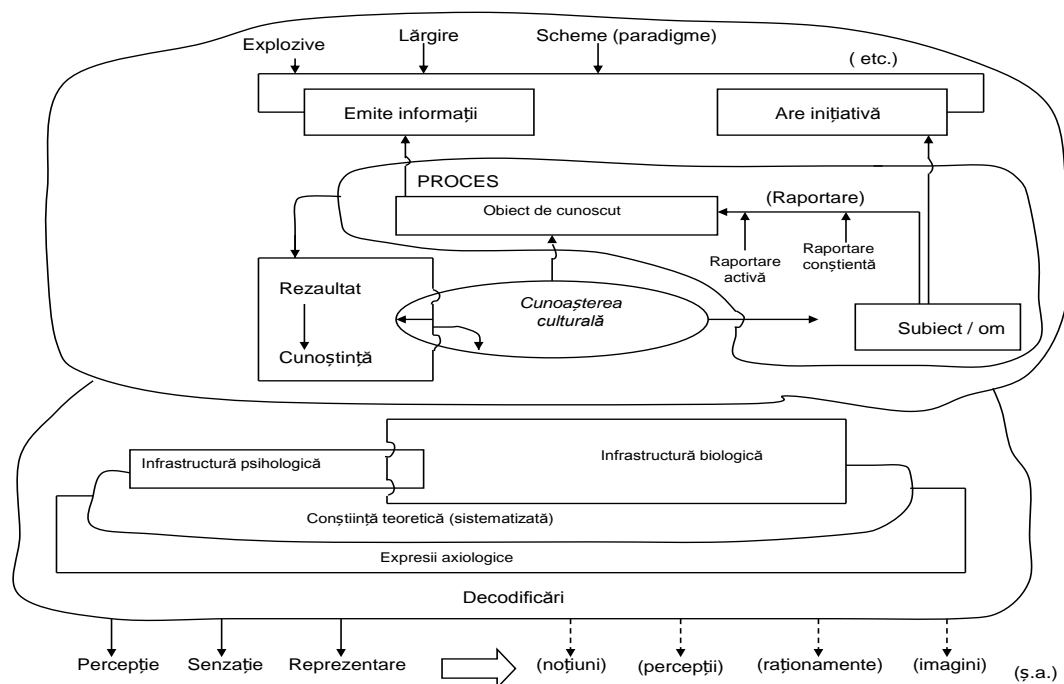 Explozive
Lărgire
Scheme (paradigme)
( etc.)
Emite informații
Are inițiativă
PROCES
Obiect de cunoscut
(Raportare)
Raportare
activă
Raportare
conștientă
Rezaultat
Cunoștință
Cunoașterea
culturală
Subiect / om
Infrastructură psihologică
Infrastructură biologică
Conștiință teoretică (sistematizată)
Expresii axiologice
Decodificări
Percepție
Senzație
Reprezentare
(noțiuni)
(percepții)
(raționamente)
(imagini)
(ș.a.)